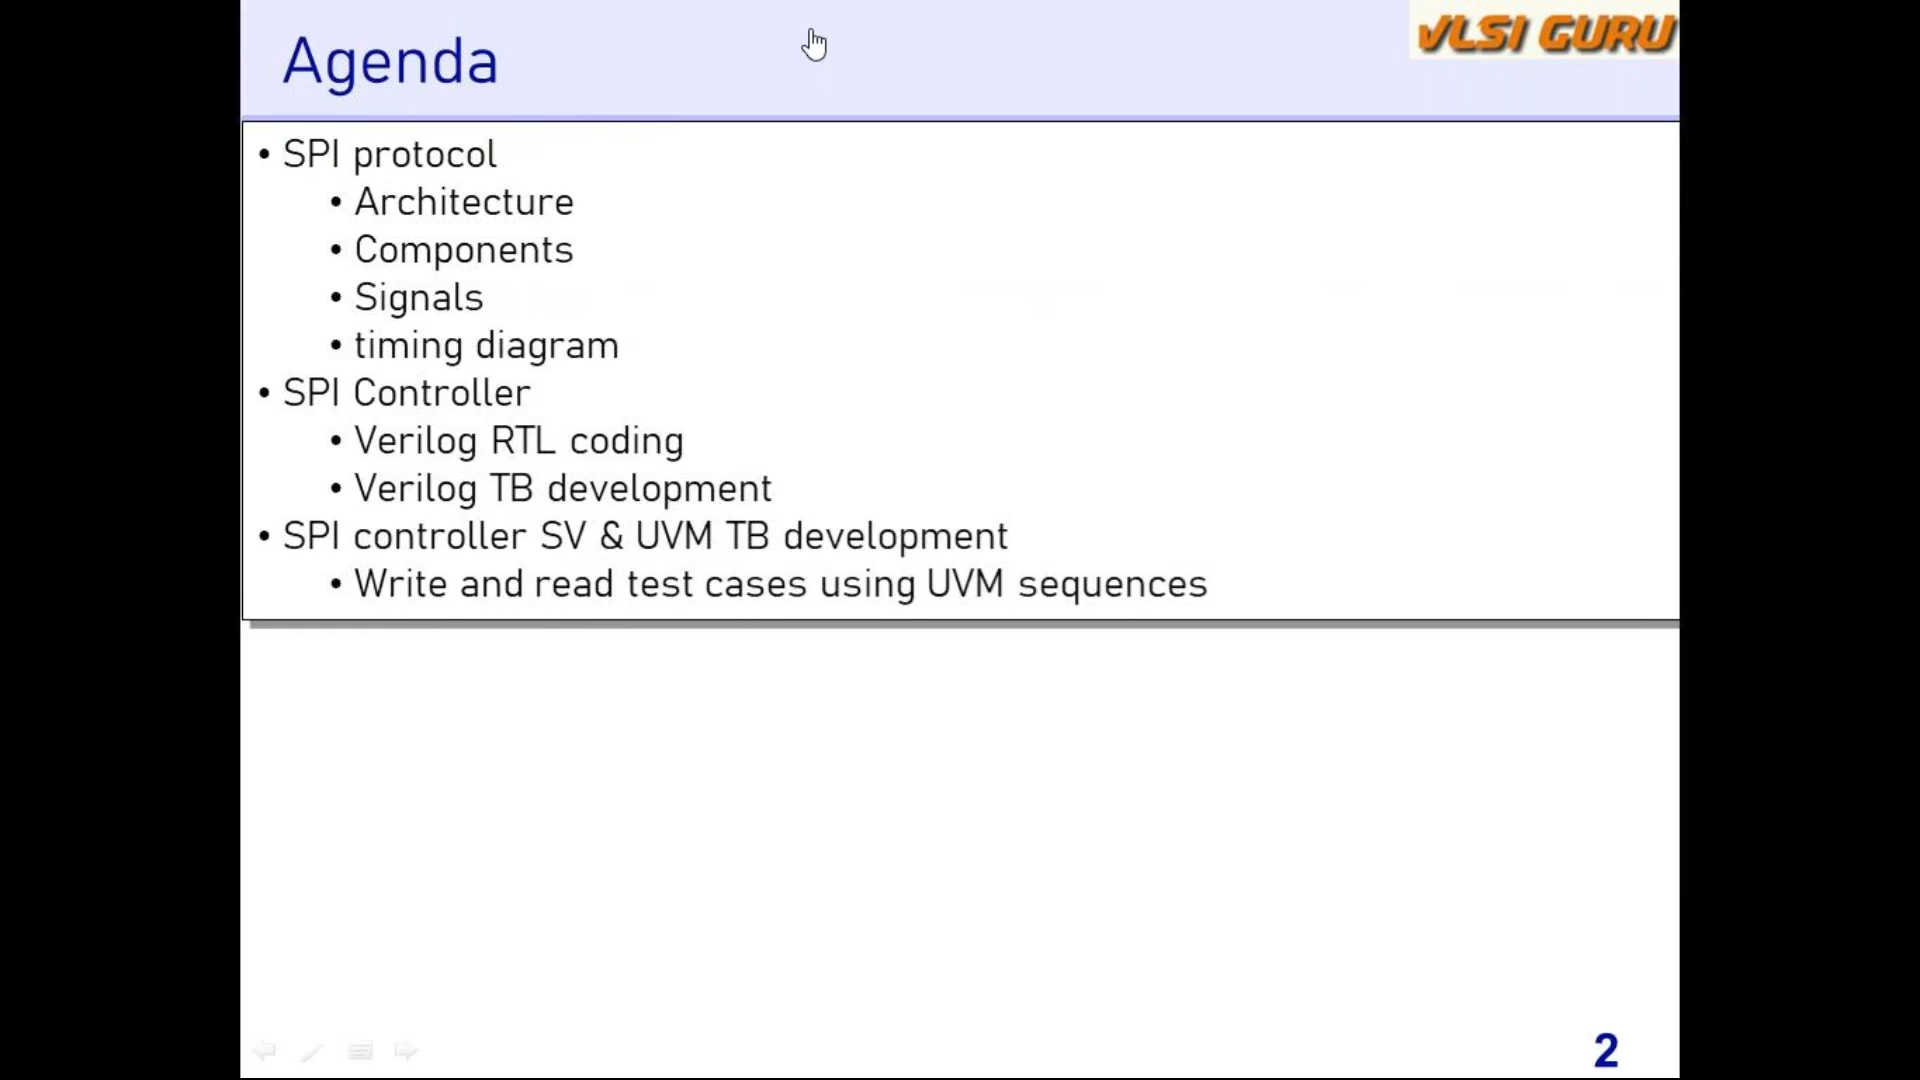 Agenda
VLSI GURU
• SPI protocol
• Architecture
• Components
• Signals
• timing diagram
• SPI Controller
• Verilog RTL coding
• Verilog TB development
• SPI controller SV & UVM TB development
• Write and read test cases using UVM sequences
2